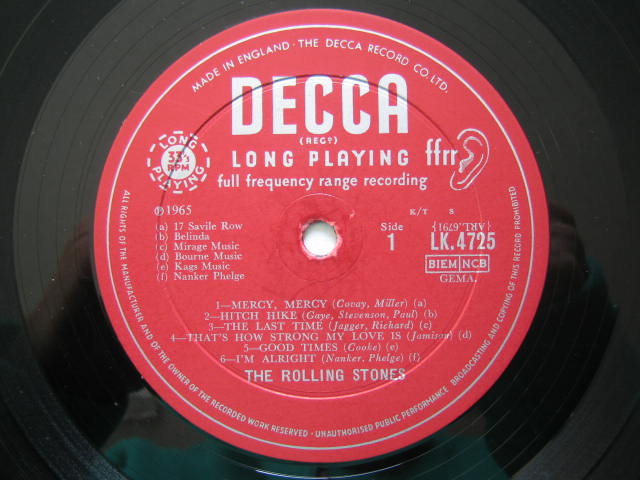 MADE IN ENGLAND · THE DECCA RECORD CO. LTD.
DECCA
(REGD)
LONG PLAYING ffrr
full frequency range recording
LONG
33⅓
RPM
PLAYING
℗1965
(a) 17 Savile Row
(b) Belinda
(c) Mirage Music
(d) Bourne Music
(e) Kags Music
(f) Nanker Phelge
K/T S
Side
1
{ARL.6791}
LK.4725
BIEM NCB
GEMA.
1—MERCY, MERCY (Covay, Miller) (a)
2—HITCH HIKE (Gaye, Stevenson, Paul) (b)
3—THE LAST TIME (Jagger, Richard) (c)
4—THAT'S HOW STRONG MY LOVE IS (Jamison) (d)
5—GOOD TIMES (Cooke) (e)
6—I'M ALRIGHT (Nanker, Phelge) (f)
THE ROLLING STONES
ALL RIGHTS OF THE MANUFACTURER AND OF THE OWNER OF THE RECORDED WORK RESERVED · UNAUTHORISED PUBLIC PERFORMANCE BROADCASTING AND COPYING OF THIS RECORD PROHIBITED